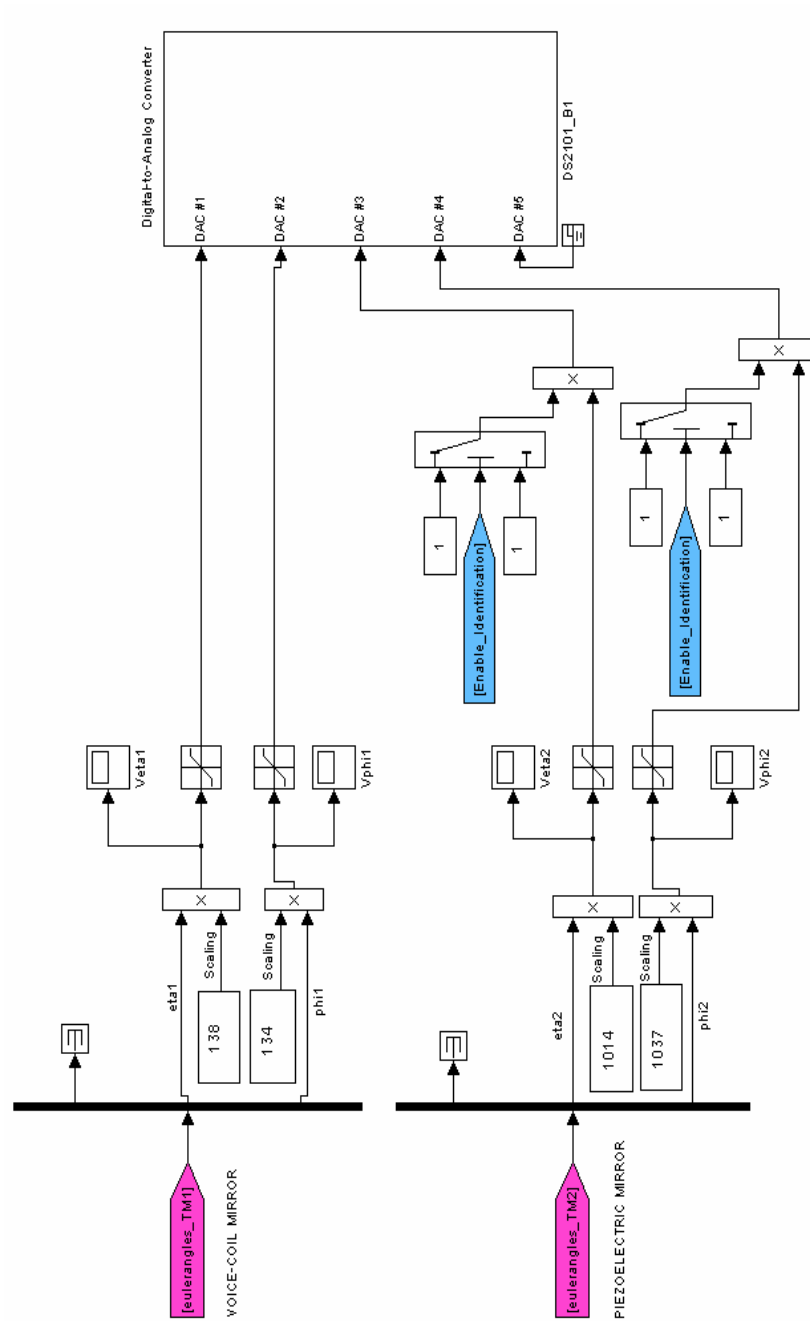 [eulerangles_TM1]
VOICE-COIL MIRROR
eta1
138
Scaling
134
Scaling
phi1
X
X
Veta1
Vphi1
[eulerangles_TM2]
PIEZOELECTRIC MIRROR
eta2
1014
Scaling
1037
Scaling
phi2
X
X
Veta2
Vphi2
1
[Enable_Identification]
1
X
1
[Enable_Identification]
1
X
Digital-to-Analog Converter
DAC #1
DAC #2
DAC #3
DAC #4
DAC #5
DS2101_B1